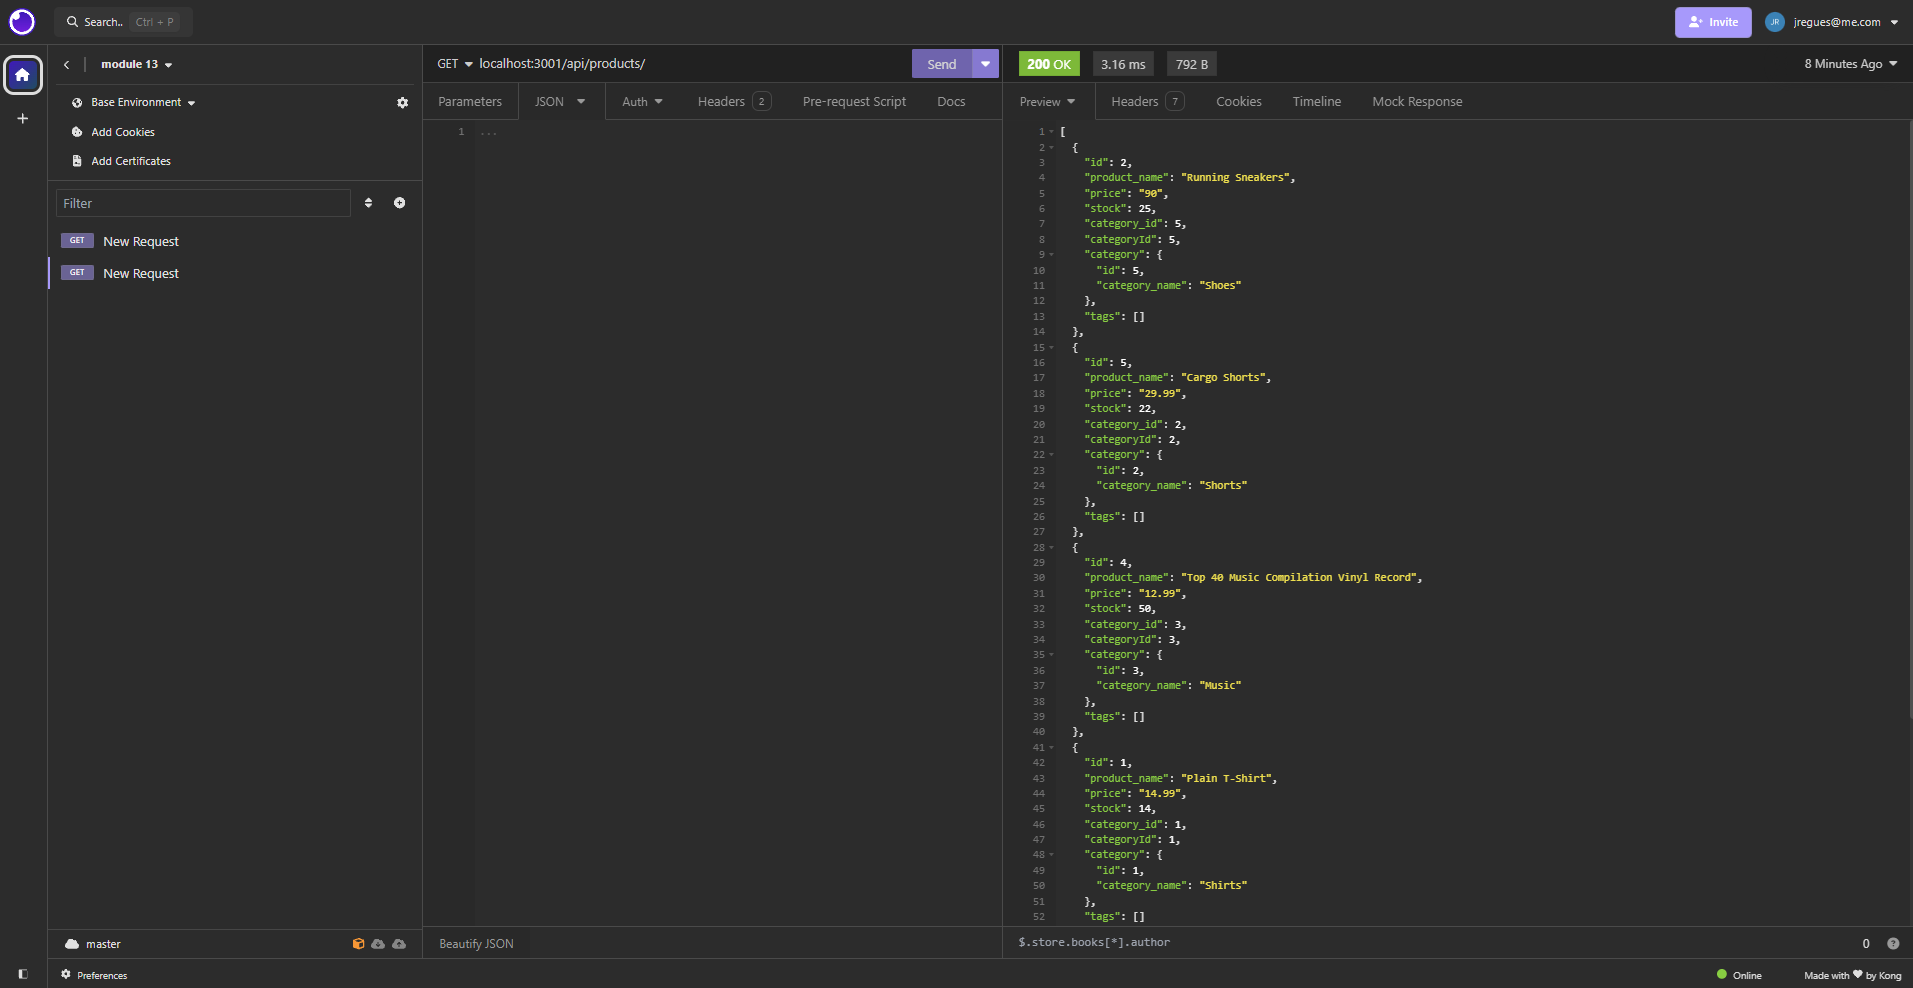 Search.. Ctrl + P
Invite JR jregues@me.com
module 13
Base Environment
Add Cookies
Add Certificates
Filter
GET New Request
GET New Request
master
Preferences
GET localhost:3001/api/products/ Send
Parameters JSON Auth Headers 2 Pre-request Script Docs
1 ...
Beautify JSON
200 OK 3.16 ms 792 B 8 Minutes Ago
Preview Headers 7 Cookies Timeline Mock Response
1 [
2 {
3 "id": 2,
4 "product_name": "Running Sneakers",
5 "price": "90",
6 "stock": 25,
7 "category_id": 5,
8 "categoryId": 5,
9 "category": {
10 "id": 5,
11 "category_name": "Shoes"
12 },
13 "tags": []
14 },
15 {
16 "id": 5,
17 "product_name": "Cargo Shorts",
18 "price": "29.99",
19 "stock": 22,
20 "category_id": 2,
21 "categoryId": 2,
22 "category": {
23 "id": 2,
24 "category_name": "Shorts"
25 },
26 "tags": []
27 },
28 {
29 "id": 4,
30 "product_name": "Top 40 Music Compilation Vinyl Record",
31 "price": "12.99",
32 "stock": 50,
33 "category_id": 3,
34 "categoryId": 3,
35 "category": {
36 "id": 3,
37 "category_name": "Music"
38 },
39 "tags": []
40 },
41 {
42 "id": 1,
43 "product_name": "Plain T-Shirt",
44 "price": "14.99",
45 "stock": 14,
46 "category_id": 1,
47 "categoryId": 1,
48 "category": {
49 "id": 1,
50 "category_name": "Shirts"
51 },
52 "tags": []
$.store.books[*].author 0
Online Made with ♥ by Kong